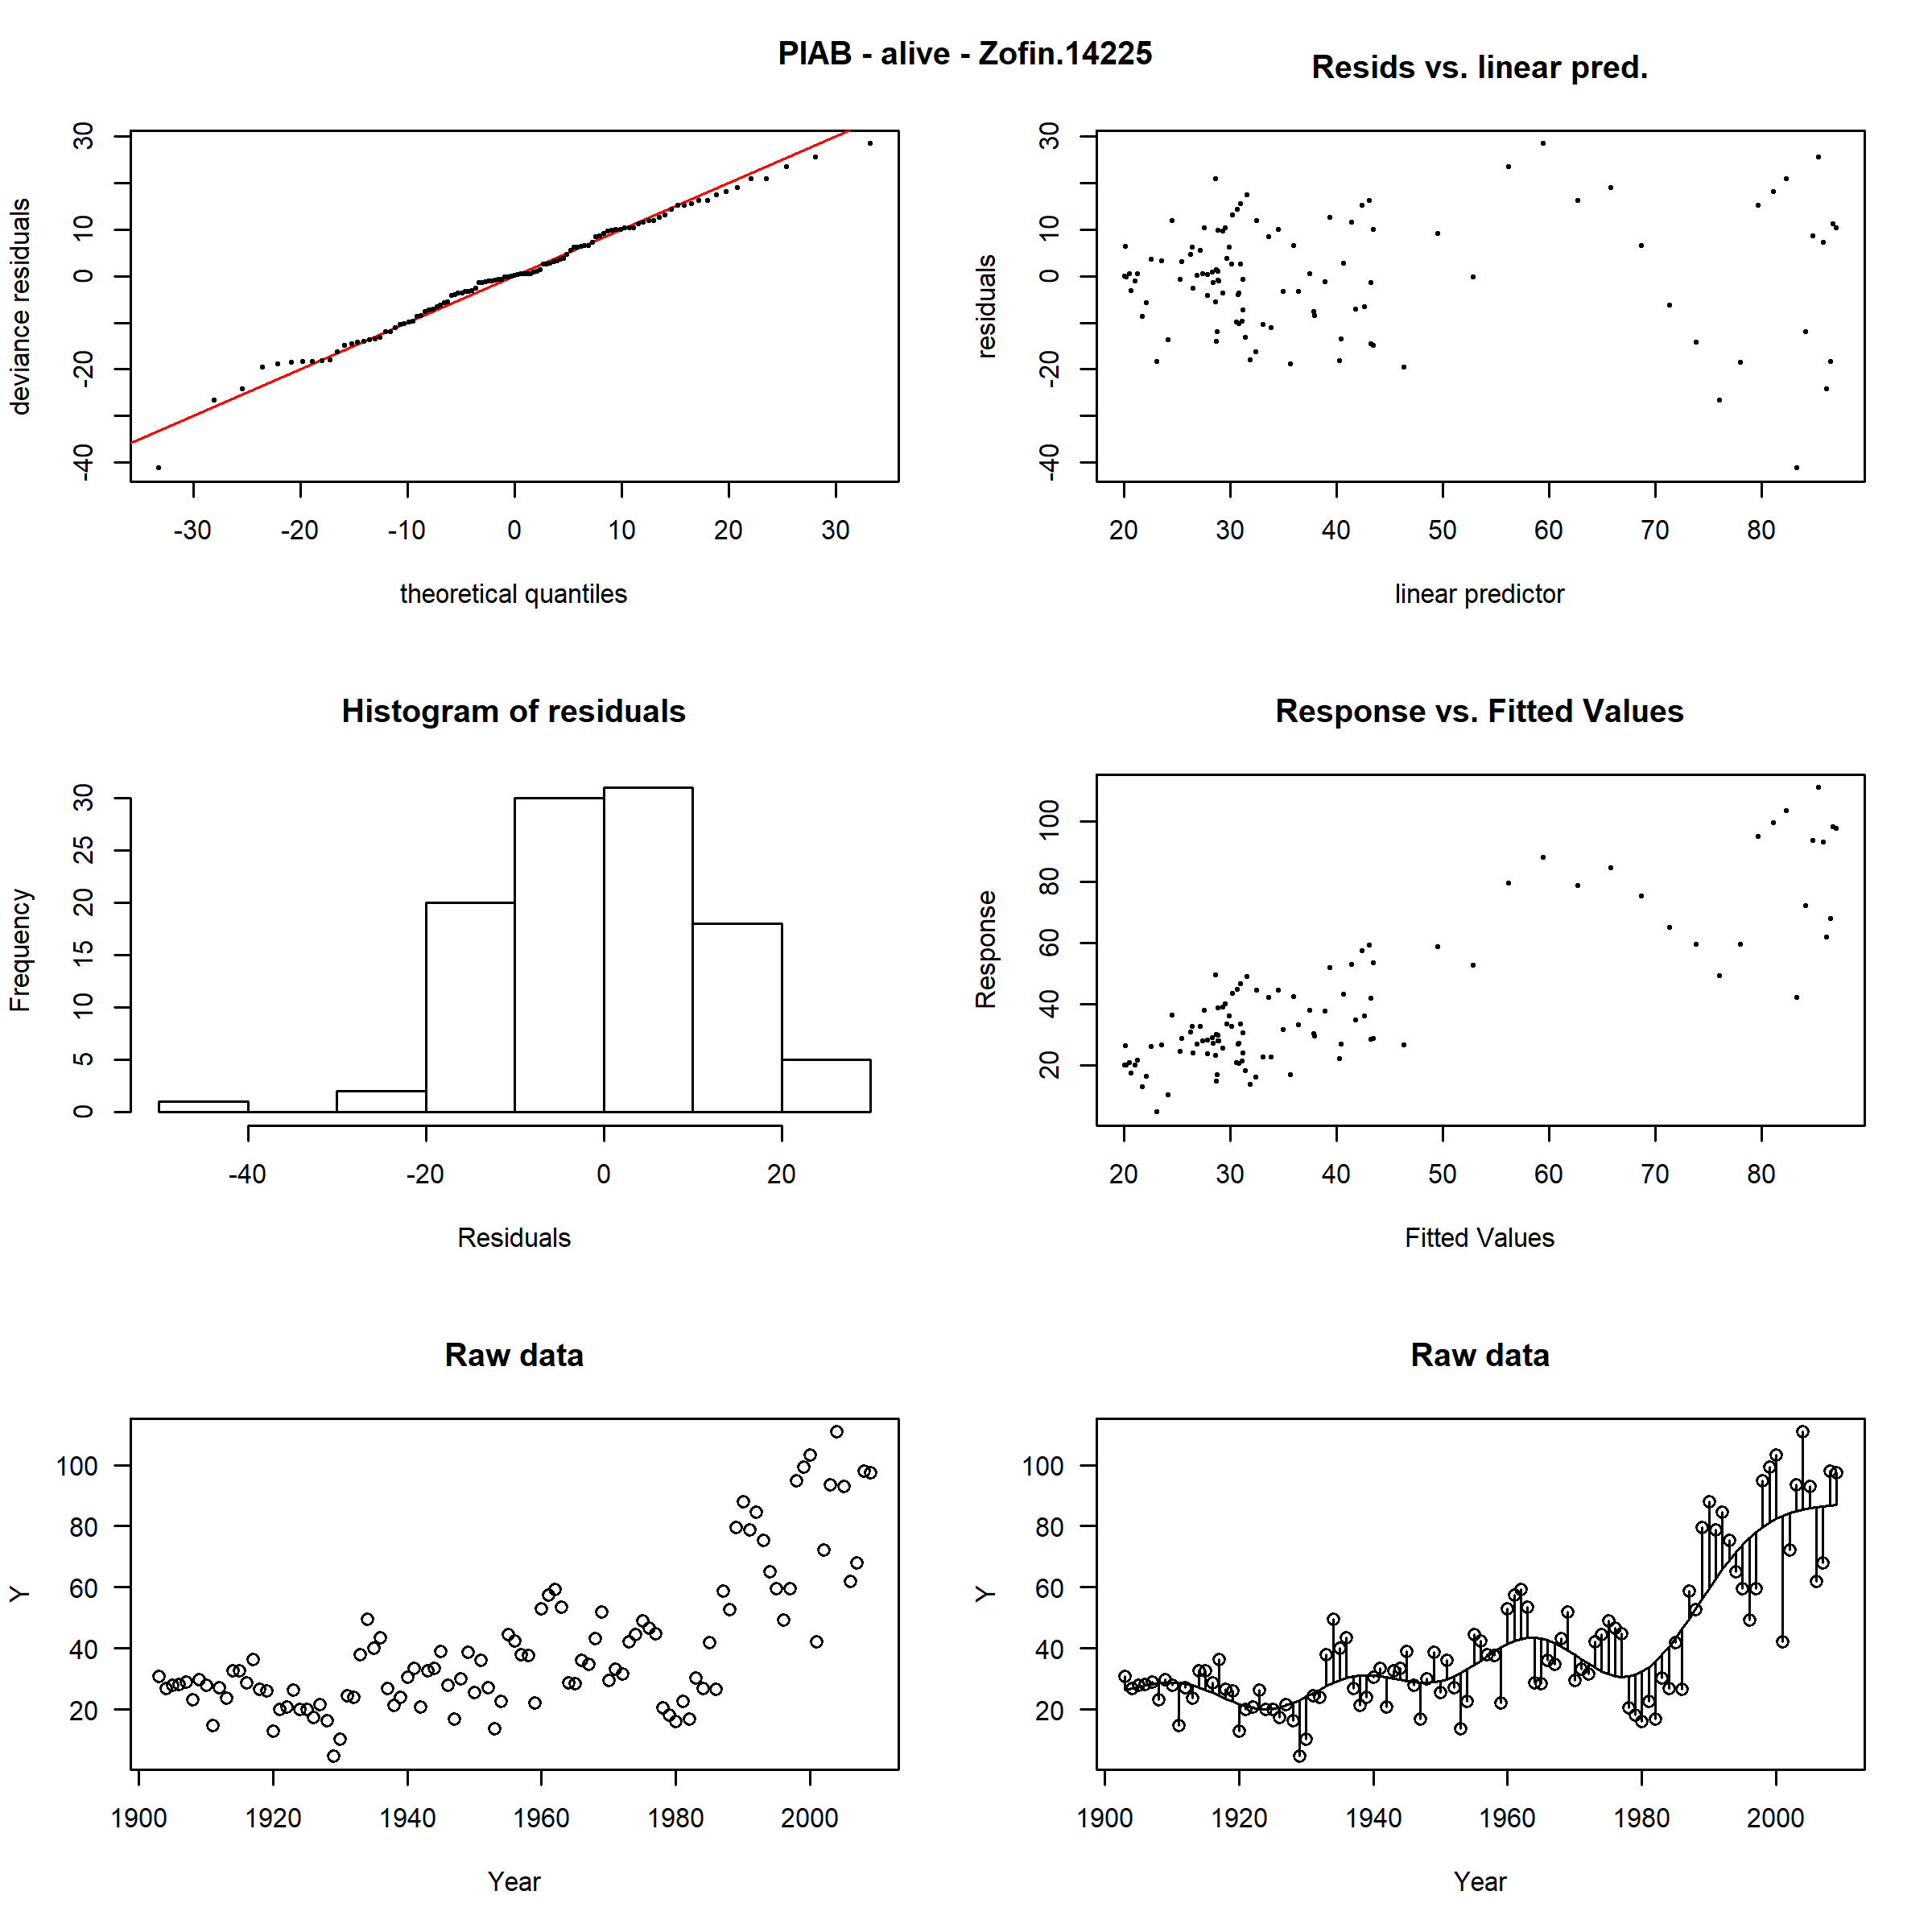 PIAB - alive - Zofin.14225
Resids vs. linear pred.
deviance residuals
-40 -20 0 10 30
-30 -20 -10 0 10 20 30
theoretical quantiles
residuals
-40 -20 0 10 30
20 30 40 50 60 70 80
linear predictor
Histogram of residuals
Frequency
0 5 10 15 20 25 30
-40 -20 0 20
Residuals
Response vs. Fitted Values
Response
20 40 60 80 100
20 30 40 50 60 70 80
Fitted Values
Raw data
Y
20 40 60 80 100
1900 1920 1940 1960 1980 2000
Year
Raw data
Y
20 40 60 80 100
1900 1920 1940 1960 1980 2000
Year